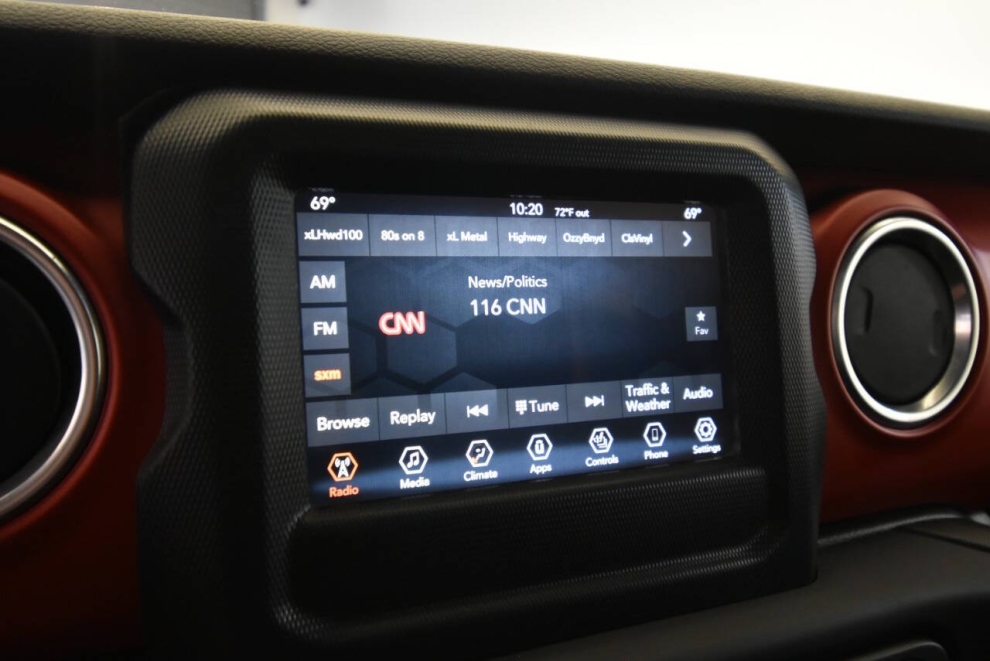 69° 10:20 72°F out 69°
xLHwd100 80s on 8 xL Metal Highway OzzyBnyd ClsVinyl
AM
News/Politics
116 CNN
FM
CNN
Fav
sxm
Browse Replay Tune Traffic & Weather Audio
Radio Media Climate Apps Controls Phone Settings